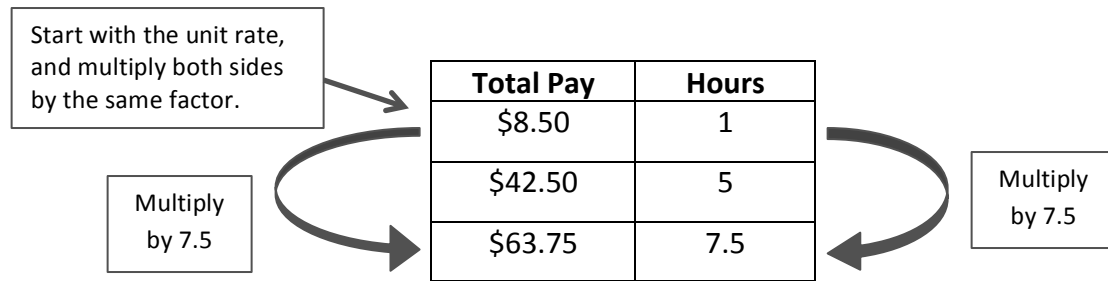 Start with the unit rate,
and multiply both sides
by the same factor.
Total Pay Hours
$8.50 1
$42.50 5
$63.75 7.5
Multiply
by 7.5
Multiply
by 7.5